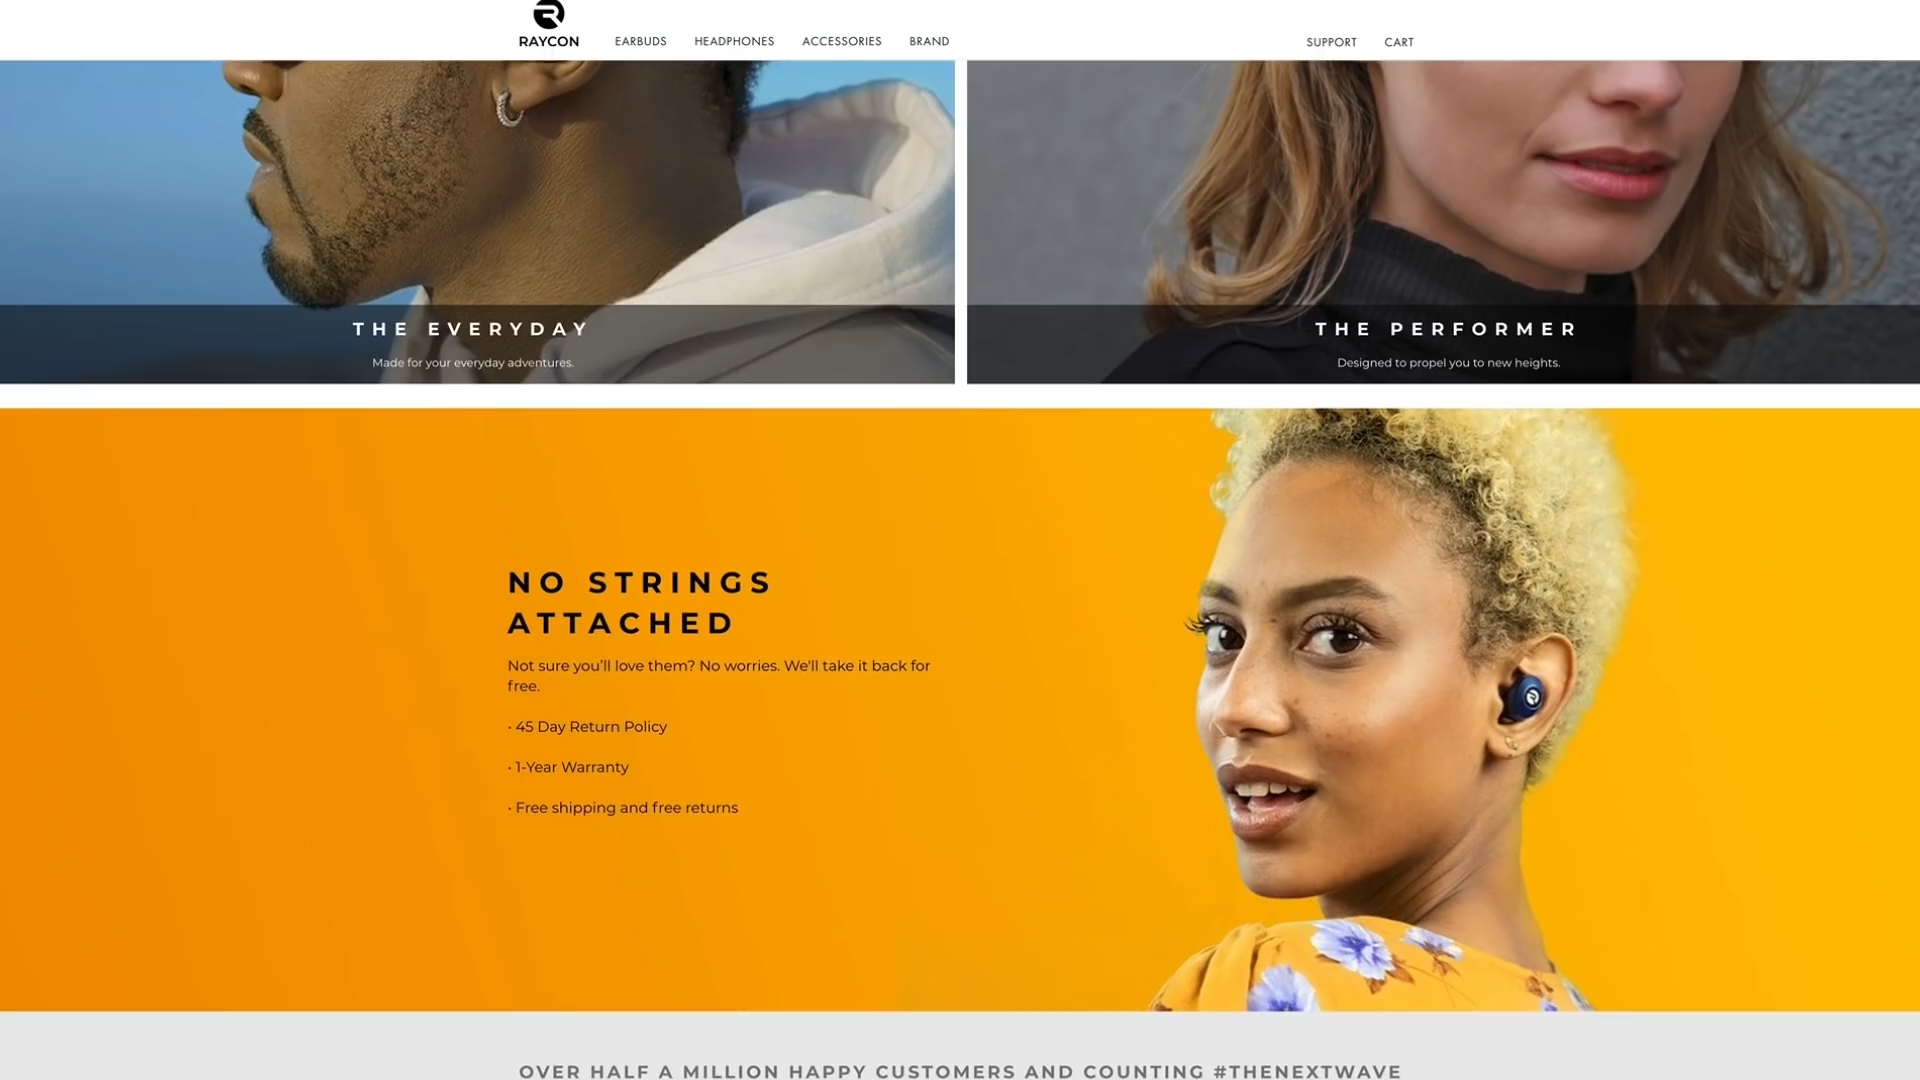 RAYCON
EARBUDS
HEADPHONES
ACCESSORIES
BRAND
SUPPORT
CART
THE EVERYDAY
Made for your everyday adventures.
THE PERFORMER
Designed to propel you to new heights.
NO STRINGS
ATTACHED
Not sure you'll love them? No worries. We'll take it back for
free.
• 45 Day Return Policy
• 1-Year Warranty
• Free shipping and free returns
OVER HALF A MILLION HAPPY CUSTOMERS AND COUNTING #THENEXTWAVE